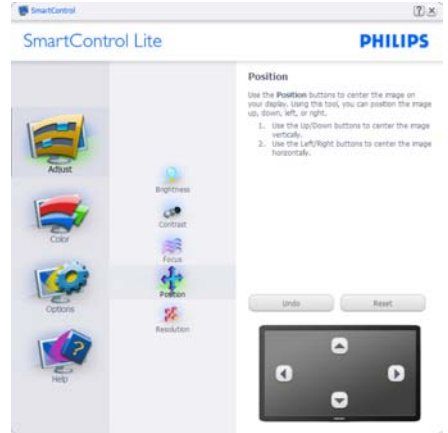 SmartControl
SmartControl Lite
PHILIPS
Adjust
Color
Options
Help
Brightness
Contrast
Focus
Position
Resolution
Position
Use the Position buttons to center the image on
your display. Using this tool, you can position the image
up, down, left, or right.
1. Use the Up/Down buttons to center the image
vertically.
2. Use the Left/Right buttons to center the image
horizontally.
Undo
Reset